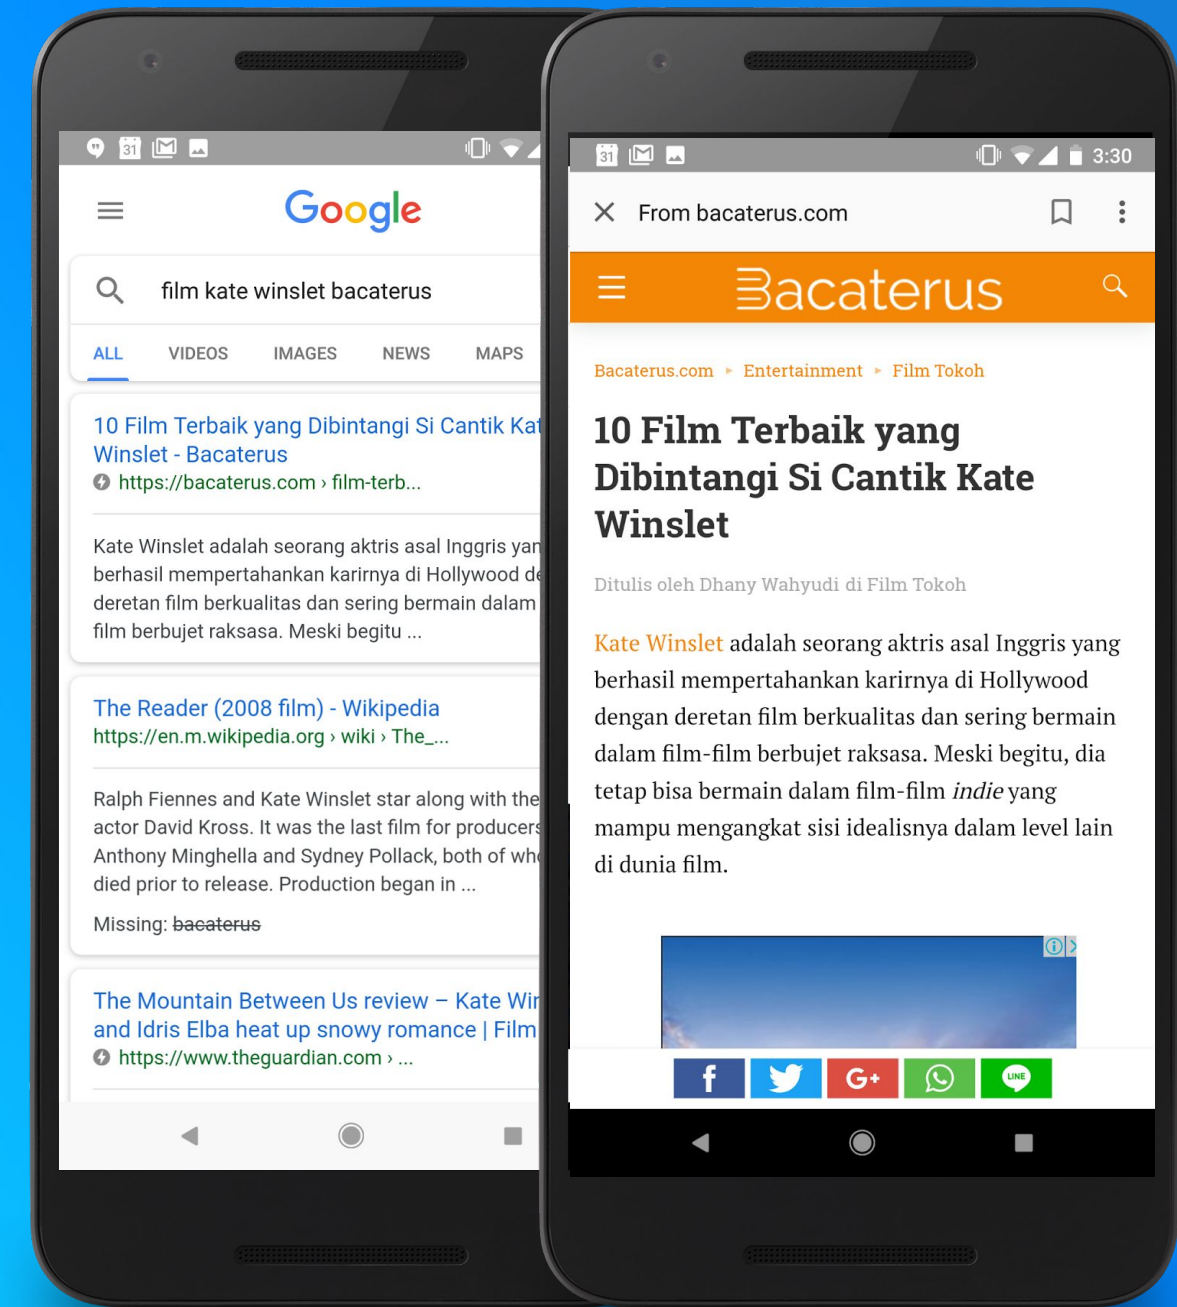 31
Google
film kate winslet bacaterus
ALL VIDEOS IMAGES NEWS MAPS
10 Film Terbaik yang Dibintangi Si Cantik Kat
Winslet - Bacaterus
https://bacaterus.com › film-terb...
Kate Winslet adalah seorang aktris asal Inggris yan
berhasil mempertahankan karirnya di Hollywood de
deretan film berkualitas dan sering bermain dalam
film berbujet raksasa. Meski begitu ...
The Reader (2008 film) - Wikipedia
https://en.m.wikipedia.org › wiki › The_...
Ralph Fiennes and Kate Winslet star along with the
actor David Kross. It was the last film for producers
Anthony Minghella and Sydney Pollack, both of who
died prior to release. Production began in ...
Missing: bacaterus
The Mountain Between Us review – Kate Win
and Idris Elba heat up snowy romance | Film
https://www.theguardian.com › ...
31 3:30
From bacaterus.com
Bacaterus
Bacaterus.com ▸ Entertainment ▸ Film Tokoh
10 Film Terbaik yang
Dibintangi Si Cantik Kate
Winslet
Ditulis oleh Dhany Wahyudi di Film Tokoh
Kate Winslet adalah seorang aktris asal Inggris yang
berhasil mempertahankan karirnya di Hollywood
dengan deretan film berkualitas dan sering bermain
dalam film-film berbujet raksasa. Meski begitu, dia
tetap bisa bermain dalam film-film indie yang
mampu mengangkat sisi idealisnya dalam level lain
di dunia film.
f G+ LINE